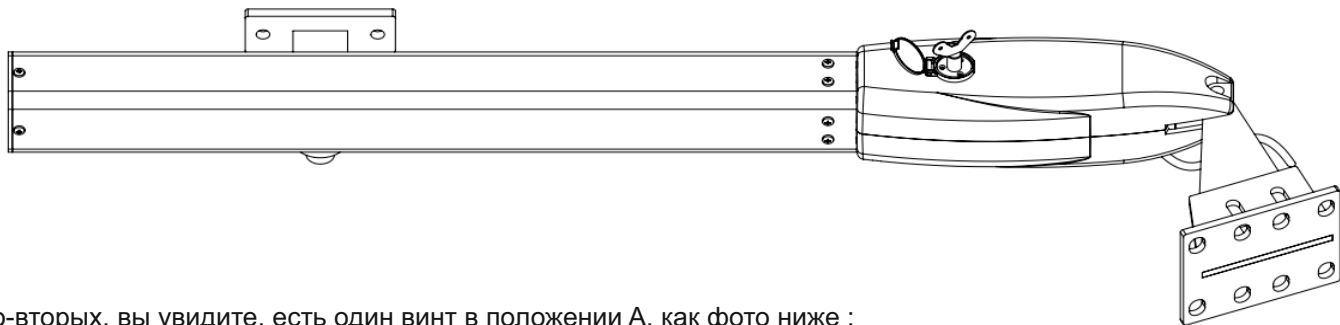 о-вторых, вы увидите, есть один винт в положении А, как фото ниже :